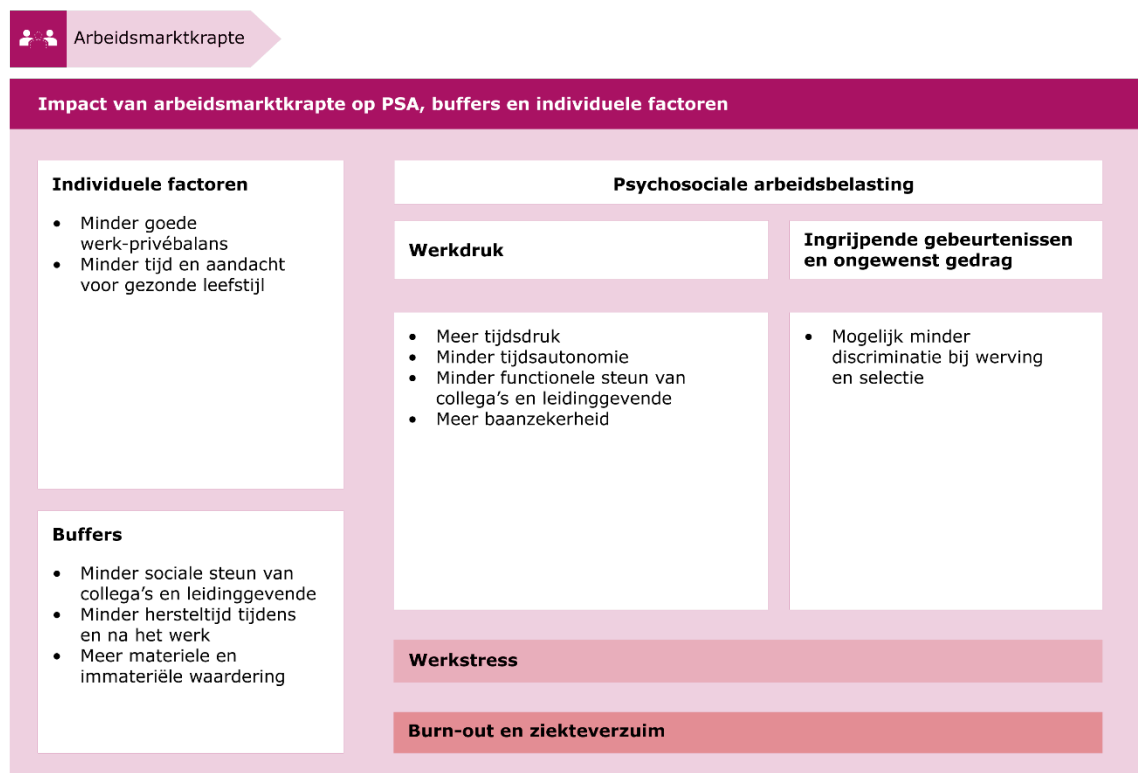 Arbeidsmarktkrapte
Impact van arbeidsmarktkrapte op PSA, buffers en individuele factoren
Individuele factoren
• Minder goede
werk-privébalans
• Minder tijd en aandacht
voor gezonde leefstijl
Buffers
• Minder sociale steun van
collega’s en leidinggevende
• Minder hersteltijd tijdens
en na het werk
• Meer materiele en
immateriële waardering
Psychosociale arbeidsbelasting
Werkdruk
• Meer tijdsdruk
• Minder tijdsautonomie
• Minder functionele steun van
collega’s en leidinggevende
• Meer baanzekerheid
Ingrijpende gebeurtenissen
en ongewenst gedrag
• Mogelijk minder
discriminatie bij werving
en selectie
Werkstress
Burn-out en ziekteverzuim